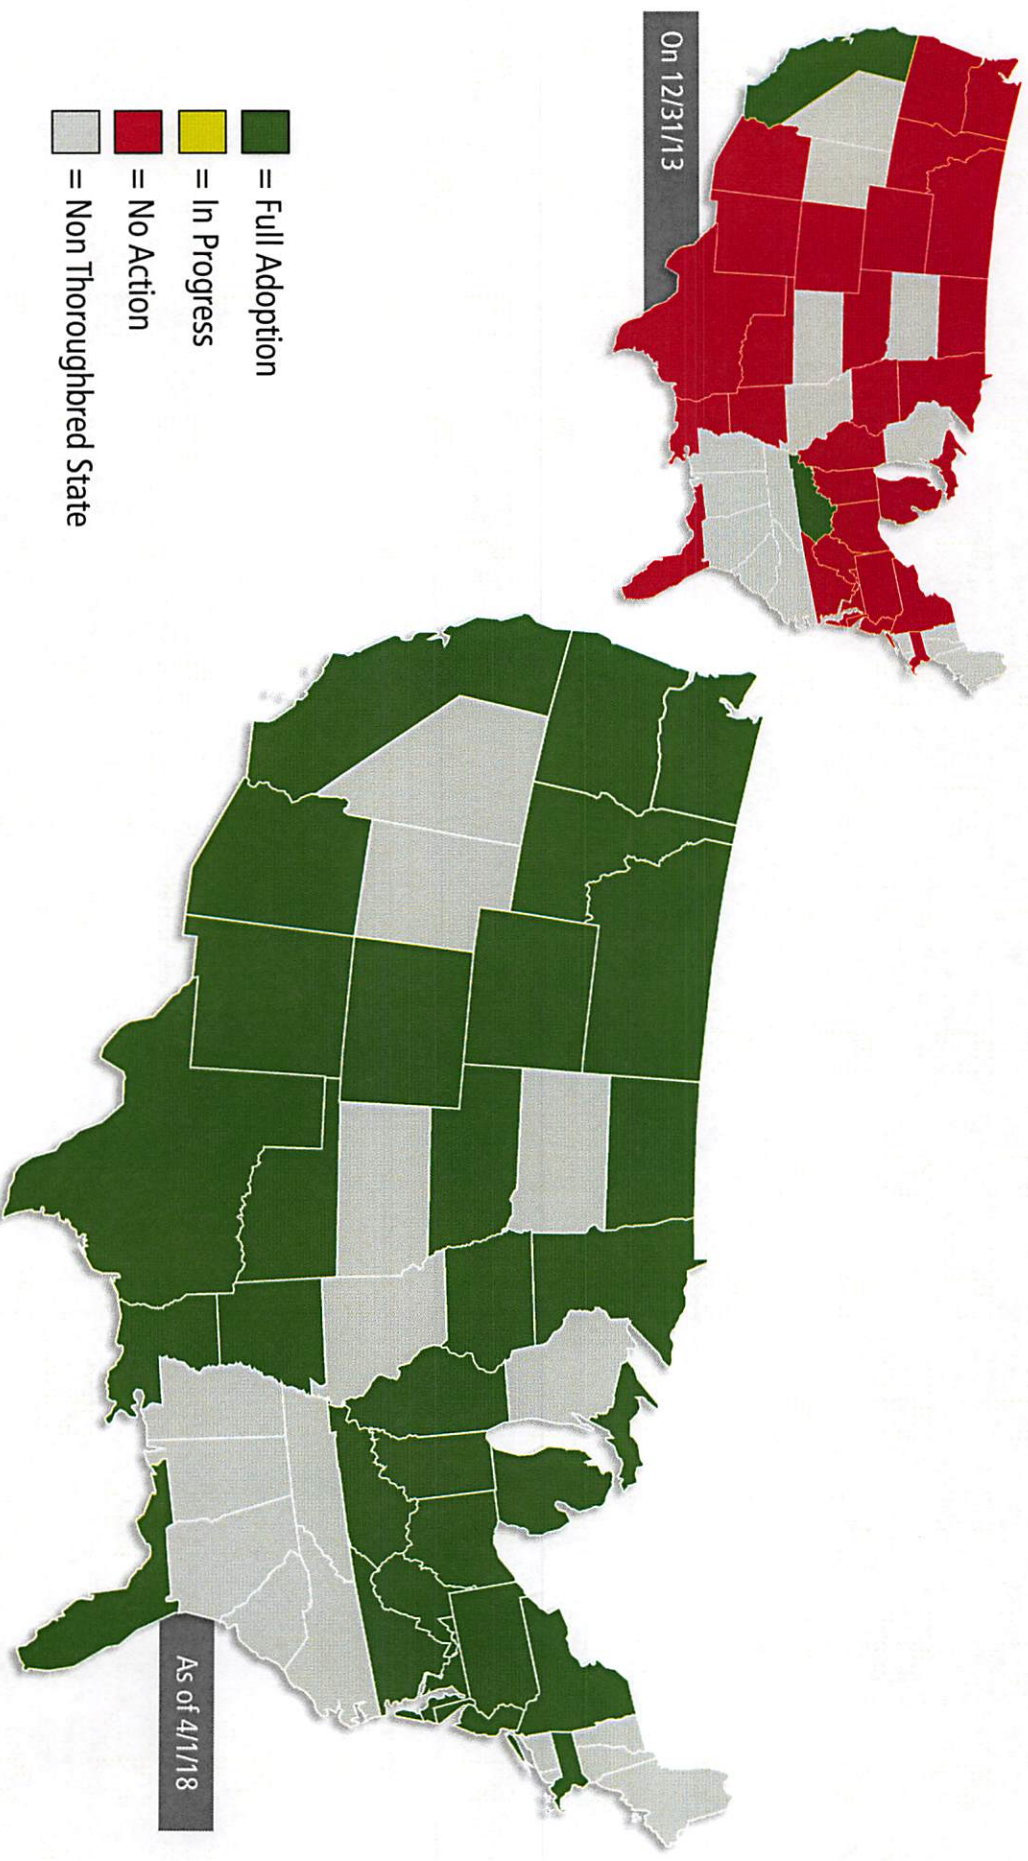 On 12/31/13
As of 4/1/18
= Full Adoption
= In Progress
= No Action
= Non Thoroughbred State